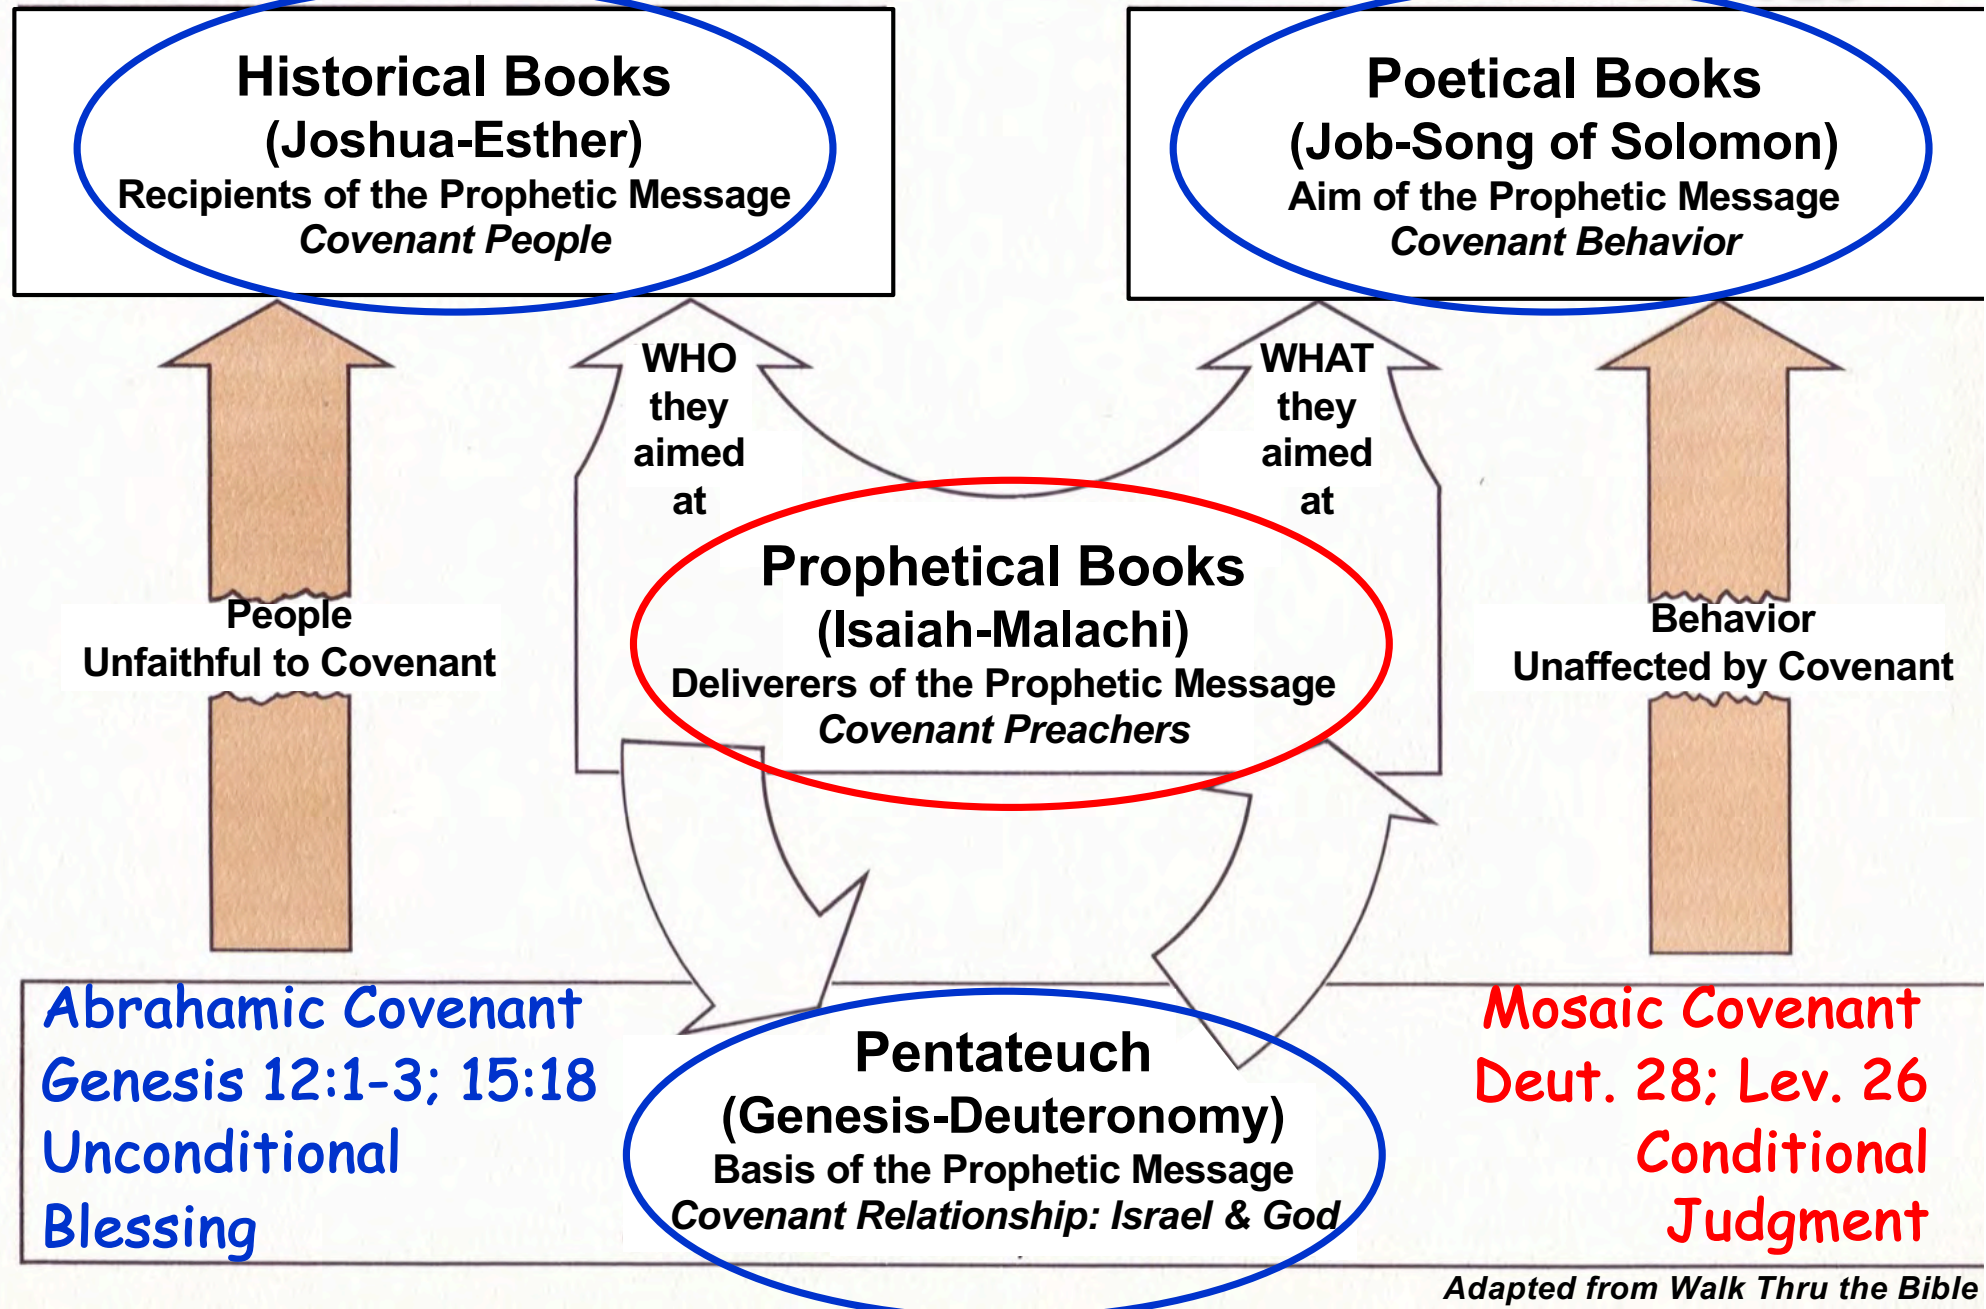 Historical Books
(Joshua-Esther)
Recipients of the Prophetic Message
Covenant People
Poetical Books
(Job-Song of Solomon)
Aim of the Prophetic Message
Covenant Behavior
WHO
they
aimed
at
WHAT
they
aimed
at
People
Unfaithful to Covenant
Prophetical Books
(Isaiah-Malachi)
Deliverers of the Prophetic Message
Covenant Preachers
Behavior
Unaffected by Covenant
Abrahamic Covenant
Genesis 12:1-3; 15:18
Unconditional
Blessing
Pentateuch
(Genesis-Deuteronomy)
Basis of the Prophetic Message
Covenant Relationship: Israel & God
Mosaic Covenant
Deut. 28; Lev. 26
Conditional
Judgment
Adapted from Walk Thru the Bible